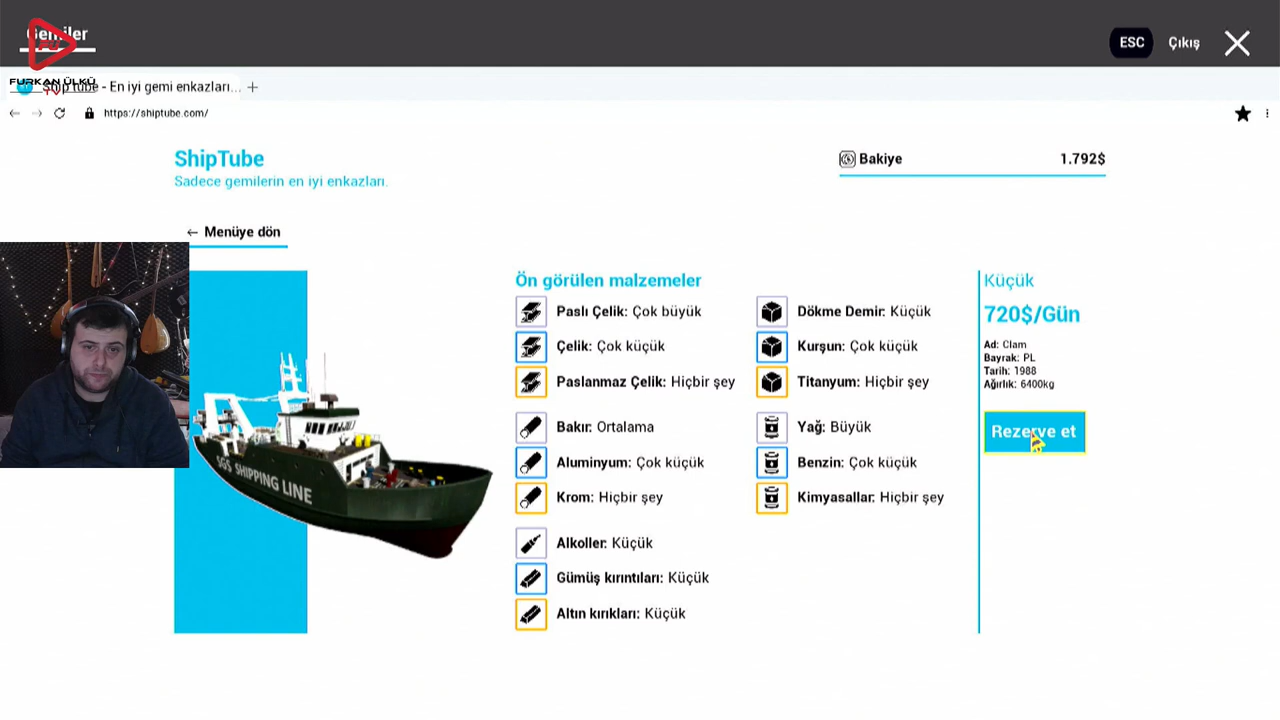 Gemiler
ESC
Çıkış
FU
FURKAN ÜLKÜ
TV
Ship tube - En iyi gemi enkazları...
https://shiptube.com/
ShipTube
Sadece gemilerin en iyi enkazları.
Bakiye
1.792$
← Menüye dön
SGS SHIPPING LINE
Ön görülen malzemeler
Paslı Çelik: Çok büyük
Çelik: Çok küçük
Paslanmaz Çelik: Hiçbir şey
Bakır: Ortalama
Aluminyum: Çok küçük
Krom: Hiçbir şey
Alkoller: Küçük
Gümüş kırıntıları: Küçük
Altın kırıkları: Küçük
Dökme Demir: Küçük
Kurşun: Çok küçük
Titanyum: Hiçbir şey
Yağ: Büyük
Benzin: Çok küçük
Kimyasallar: Hiçbir şey
Küçük
720$/Gün
Ad: Clam
Bayrak: PL
Tarih: 1988
Ağırlık: 6400kg
Rezerve et